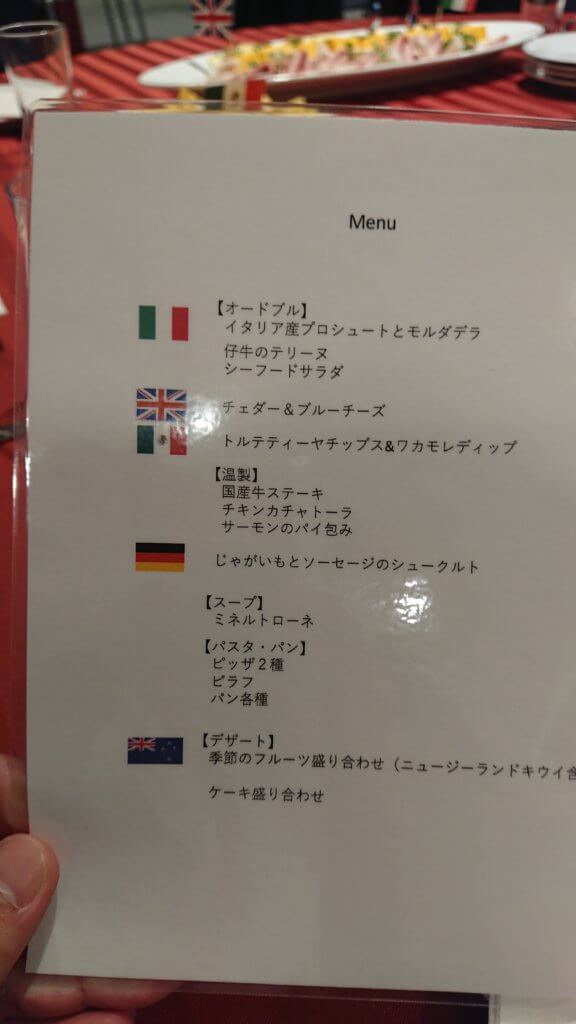 Menu
【オードブル】
イタリア産プロシュートとモルダデラ
仔牛のテリーヌ
シーフードサラダ
チェダー＆ブルーチーズ
トルテティーヤチップス&ワカモレディップ
【温製】
国産牛ステーキ
チキンカチャトーラ
サーモンのパイ包み
じゃがいもとソーセージのシュークルト
【スープ】
ミネルトローネ
【パスタ・パン】
ピッザ２種
ピラフ
パン各種
【デザート】
季節のフルーツ盛り合わせ（ニュージーランドキウイ含
ケーキ盛り合わせ